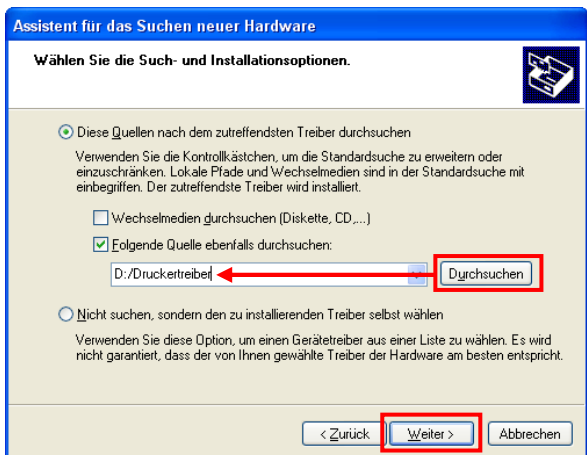 Assistent für das Suchen neuer Hardware
Wählen Sie die Such- und Installationsoptionen.
Diese Quellen nach dem zutreffendsten Treiber durchsuchen
Verwenden Sie die Kontrollkästchen, um die Standardsuche zu erweitern oder
einzuschränken. Lokale Pfade und Wechselmedien sind in der Standardsuche mit
einbegriffen. Der zutreffendste Treiber wird installiert.
Wechselmedien durchsuchen (Diskette, CD,...)
Folgende Quelle ebenfalls durchsuchen:
D:/Druckertreiber Durchsuchen
Nicht suchen, sondern den zu installierenden Treiber selbst wählen
Verwenden Sie diese Option, um einen Gerätetreiber aus einer Liste zu wählen. Es wird
nicht garantiert, dass der von Ihnen gewählte Treiber der Hardware am besten entspricht.
< Zurück Weiter > Abbrechen